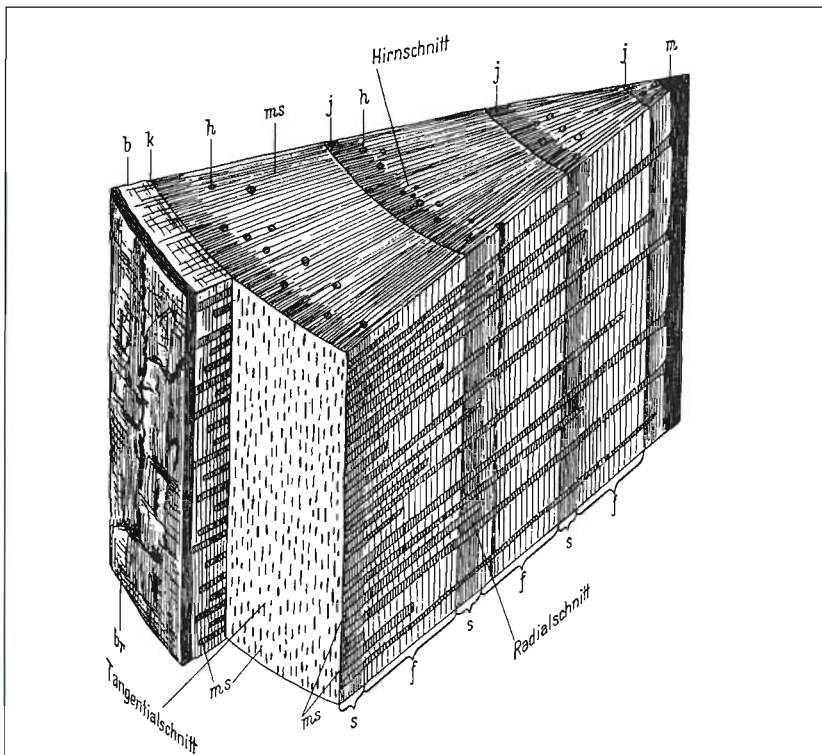 Hirnschnitt
j
m
j
j
h
ms
h
k
b
s
f
s
f
s
f
Radialschnitt
br
ms
ms
Tangentialschnitt